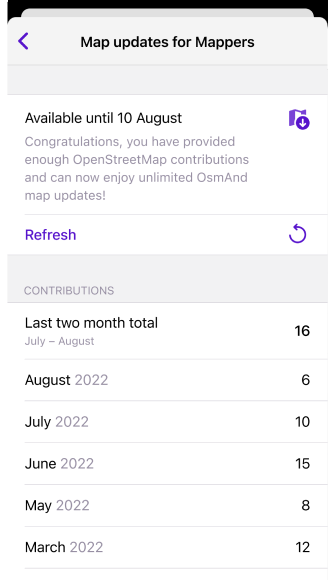 Map updates for Mappers
Available until 10 August
Congratulations, you have provided
enough OpenStreetMap contributions
and can now enjoy unlimited OsmAnd
map updates!
Refresh
CONTRIBUTIONS
Last two month total
July – August
16
August 2022 6
July 2022 10
June 2022 15
May 2022 8
March 2022 12